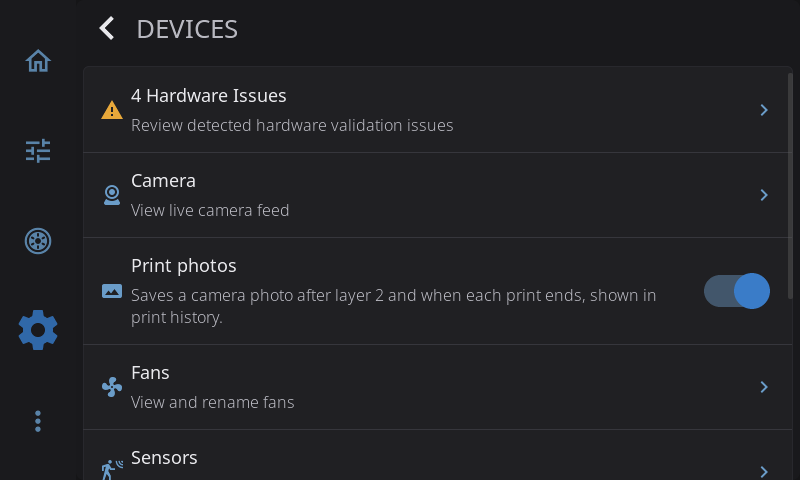 DEVICES
4 Hardware Issues
Review detected hardware validation issues
Camera
View live camera feed
Print photos
Saves a camera photo after layer 2 and when each print ends, shown in
print history.
Fans
View and rename fans
Sensors